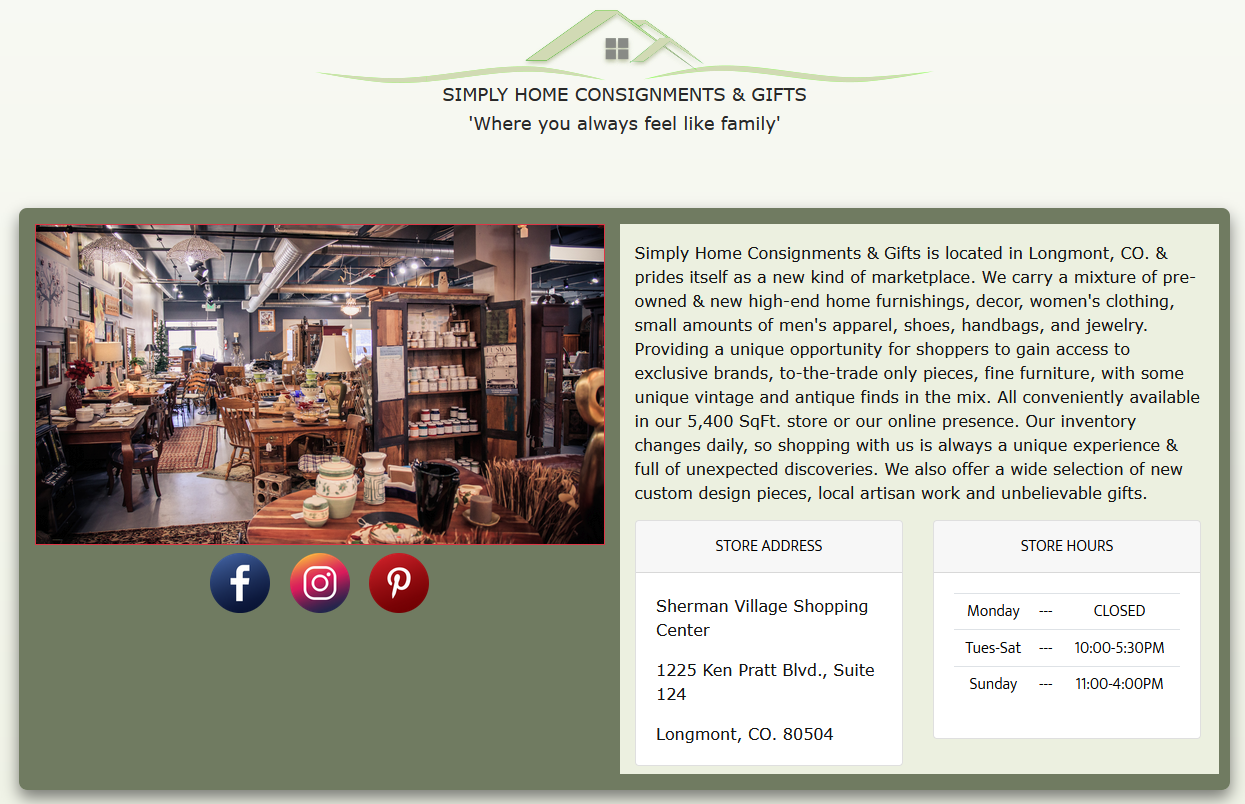 SIMPLY HOME CONSIGNMENTS & GIFTS
'Where you always feel like family'
Simply Home Consignments & Gifts is located in Longmont, CO. &
prides itself as a new kind of marketplace. We carry a mixture of pre-
owned & new high-end home furnishings, decor, women's clothing,
small amounts of men's apparel, shoes, handbags, and jewelry.
Providing a unique opportunity for shoppers to gain access to
exclusive brands, to-the-trade only pieces, fine furniture, with some
unique vintage and antique finds in the mix. All conveniently available
in our 5,400 SqFt. store or our online presence. Our inventory
changes daily, so shopping with us is always a unique experience &
full of unexpected discoveries. We also offer a wide selection of new
custom design pieces, local artisan work and unbelievable gifts.
STORE ADDRESS
Sherman Village Shopping
Center
1225 Ken Pratt Blvd., Suite
124
Longmont, CO. 80504
STORE HOURS
Monday --- CLOSED
Tues-Sat --- 10:00-5:30PM
Sunday --- 11:00-4:00PM
FUSION